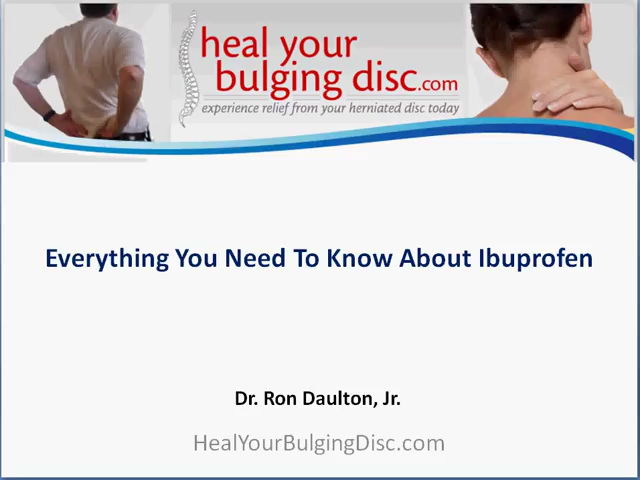 heal your
bulging disc.com
experience relief from your herniated disc today
Everything You Need To Know About Ibuprofen
Dr. Ron Daulton, Jr.
HealYourBulgingDisc.com